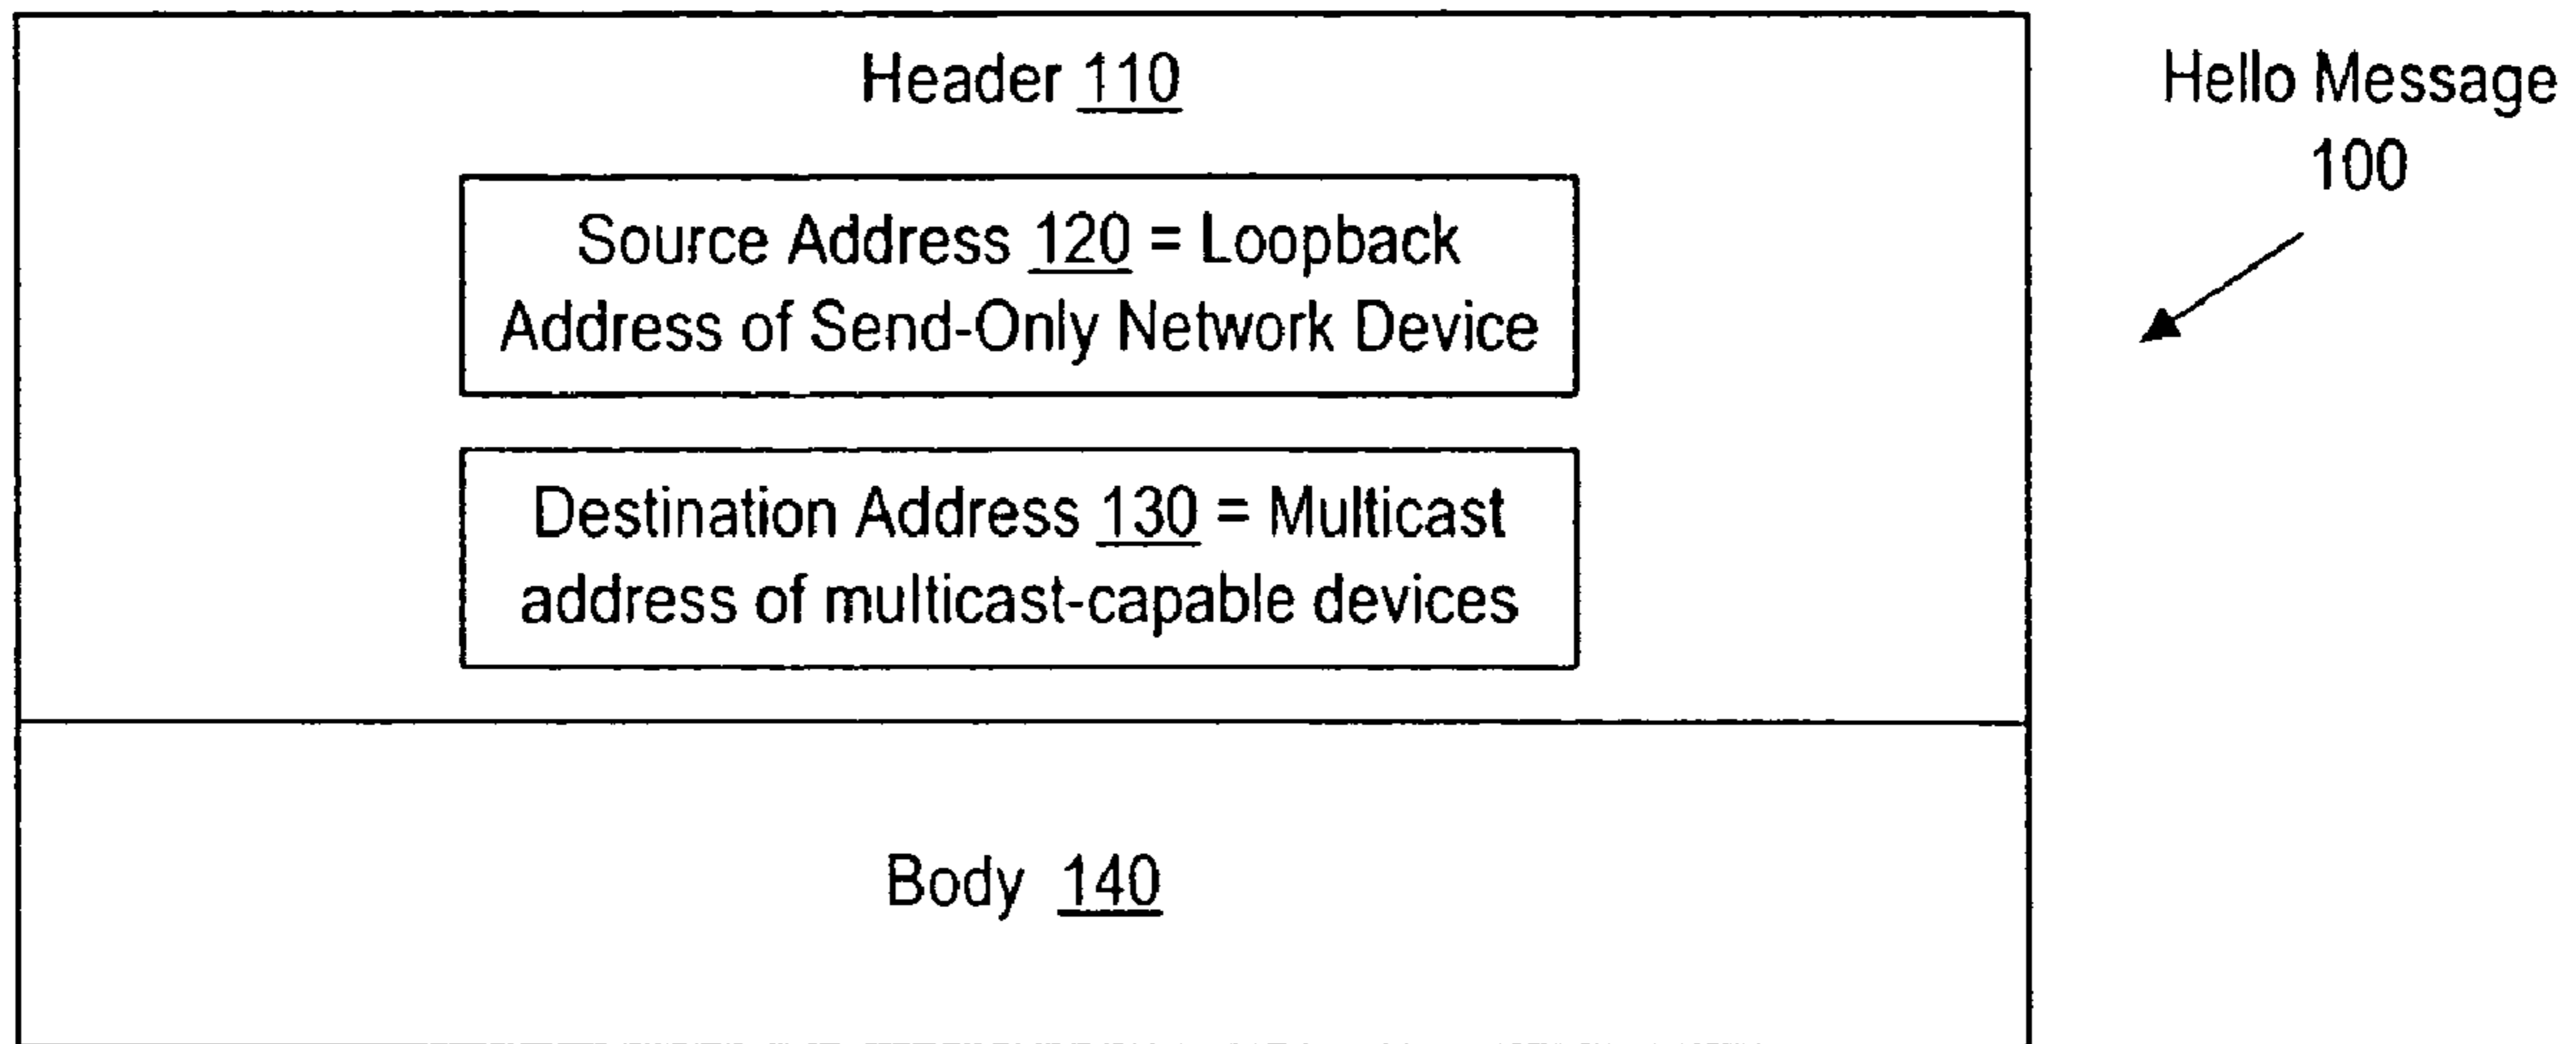 Header 110
Hello Message
100
Source Address 120 = Loopback
Address of Send-Only Network Device
Destination Address 130 = Multicast
address of multicast-capable devices
Body 140